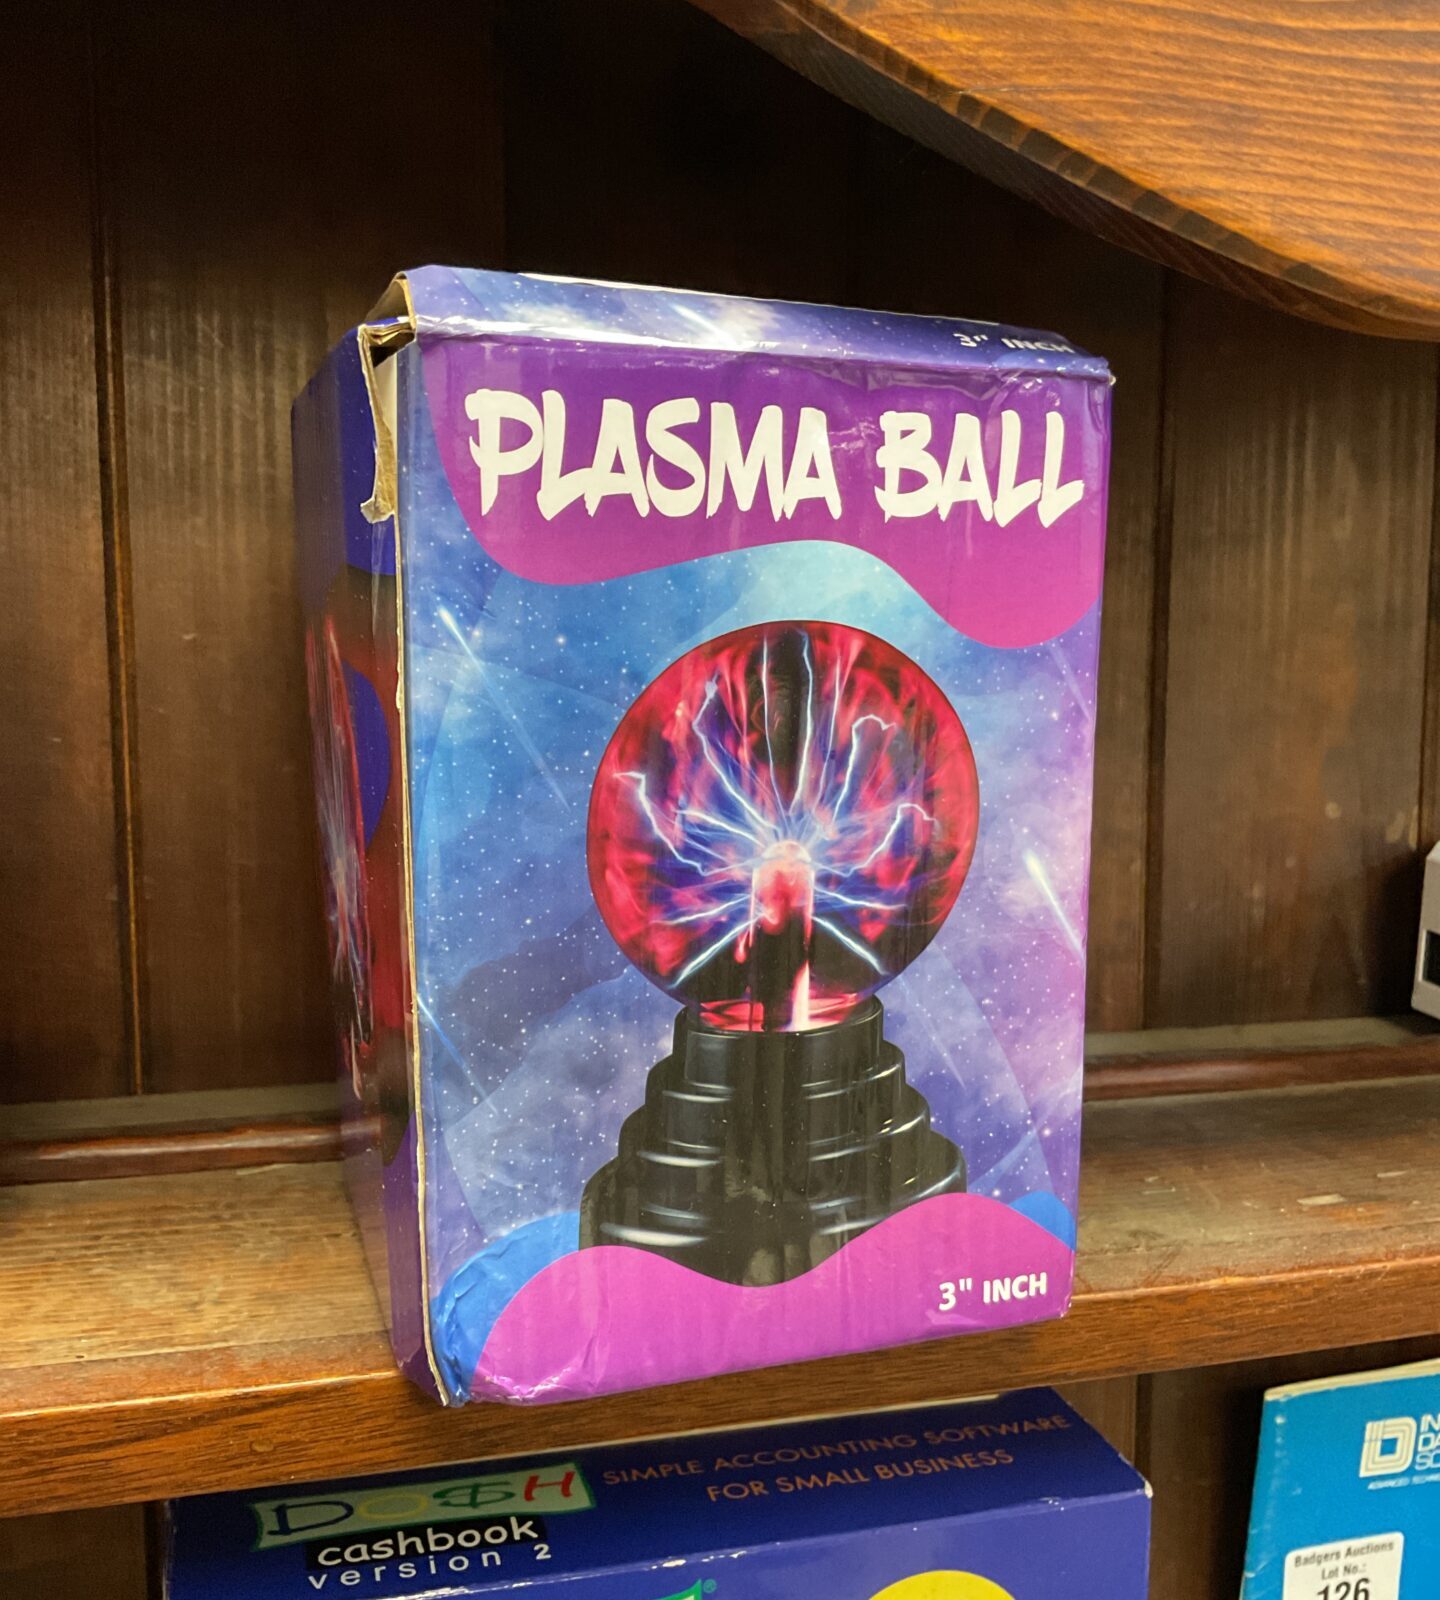 3" INCH
PLASMA BALL
3" INCH
SIMPLE ACCOUNTING SOFTWARE
FOR SMALL BUSINESS
DO$H
cashbook
version 2
®
Badgers Auctions
Lot No.:
126